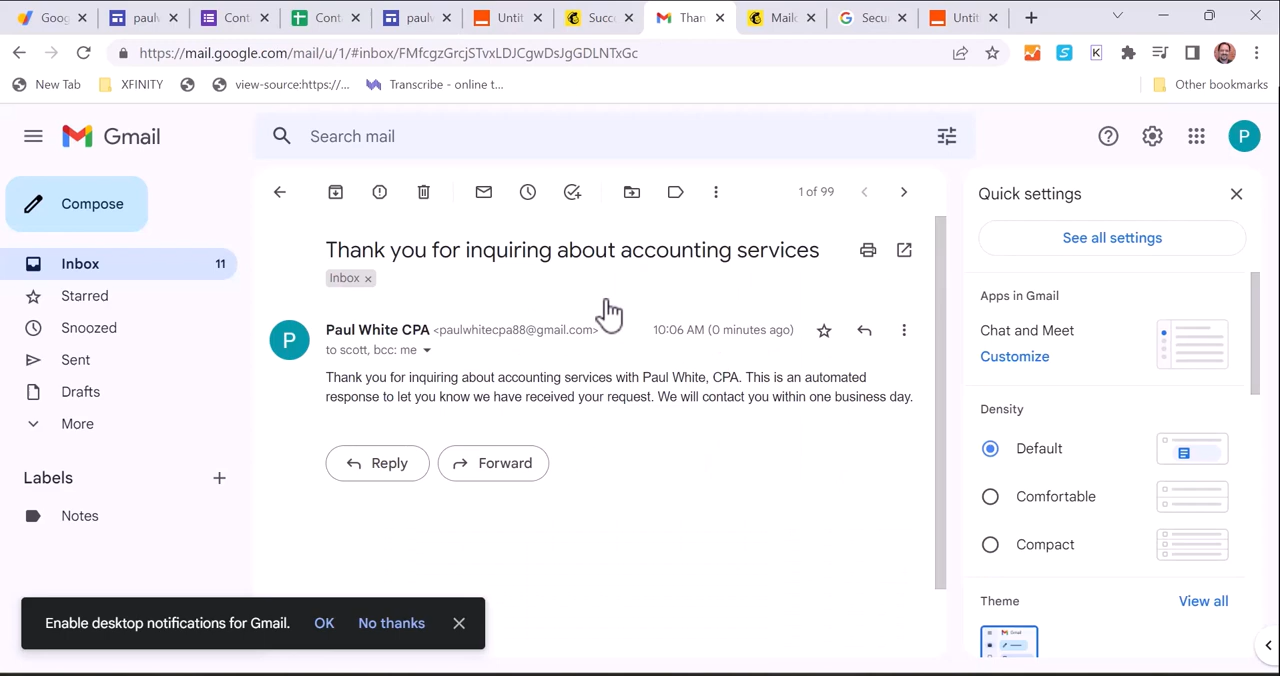 Goog
paulv
Cont
Cont
paulv
Untit
Succ
Than
Mailc
Secu
Untit
https://mail.google.com/mail/u/1/#inbox/FMfcgzGrcjSTvxLDJCgwDsJgGDLNTxGc
New Tab
XFINITY
view-source:https://...
Transcribe - online t...
Other bookmarks
Gmail
Search mail
P
Compose
1 of 99
Quick settings
See all settings
Inbox 11
Starred
Snoozed
Sent
Drafts
More
Labels
Notes
Thank you for inquiring about accounting services
Inbox x
P
Paul White CPA <paulwhitecpa88@gmail.com> 10:06 AM (0 minutes ago)
to scott, bcc: me
Thank you for inquiring about accounting services with Paul White, CPA. This is an automated
response to let you know we have received your request. We will contact you within one business day.
Reply
Forward
Apps in Gmail
Chat and Meet
Customize
Density
Default
Comfortable
Compact
Theme
View all
Enable desktop notifications for Gmail. OK No thanks